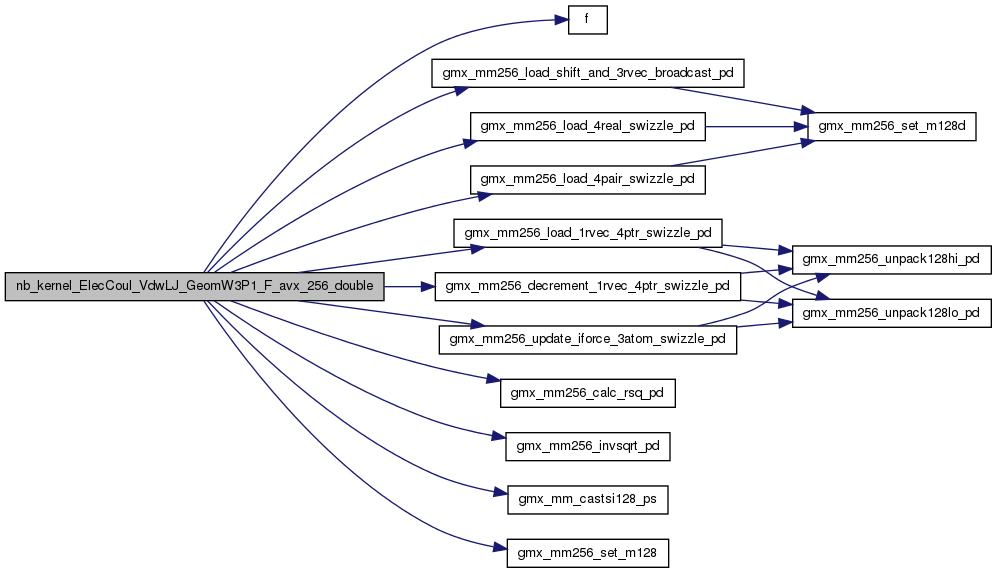 f
gmx_mm256_load_shift_and_3rvec_broadcast_pd
gmx_mm256_load_4real_swizzle_pd
gmx_mm256_set_m128d
gmx_mm256_load_4pair_swizzle_pd
gmx_mm256_load_1rvec_4ptr_swizzle_pd
gmx_mm256_unpack128hi_pd
nb_kernel_ElecCoul_VdwLJ_GeomW3P1_F_avx_256_double
gmx_mm256_decrement_1rvec_4ptr_swizzle_pd
gmx_mm256_unpack128lo_pd
gmx_mm256_update_iforce_3atom_swizzle_pd
gmx_mm256_calc_rsq_pd
gmx_mm256_invsqrt_pd
gmx_mm_castsi128_ps
gmx_mm256_set_m128